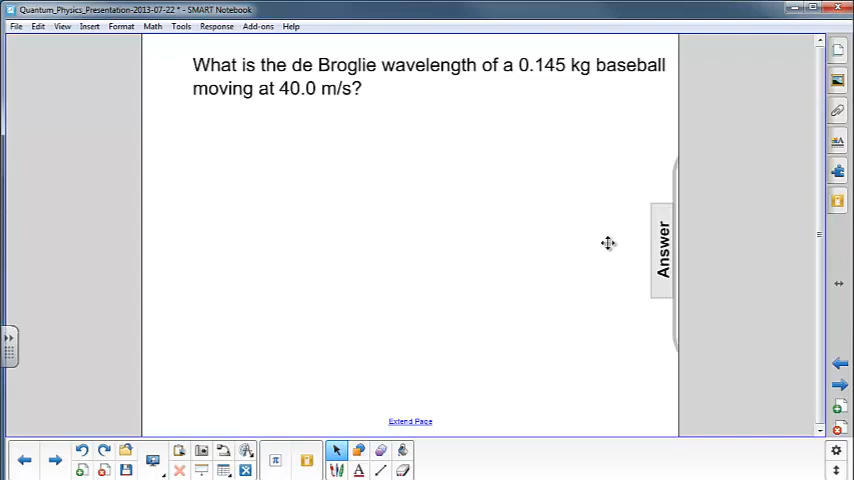 Quantum_Physics_Presentation-2013-07-22 * - SMART Notebook
File Edit View Insert Format Math Tools Response Add-ons Help
What is the de Broglie wavelength of a 0.145 kg baseball
moving at 40.0 m/s?
Answer
Extend Page